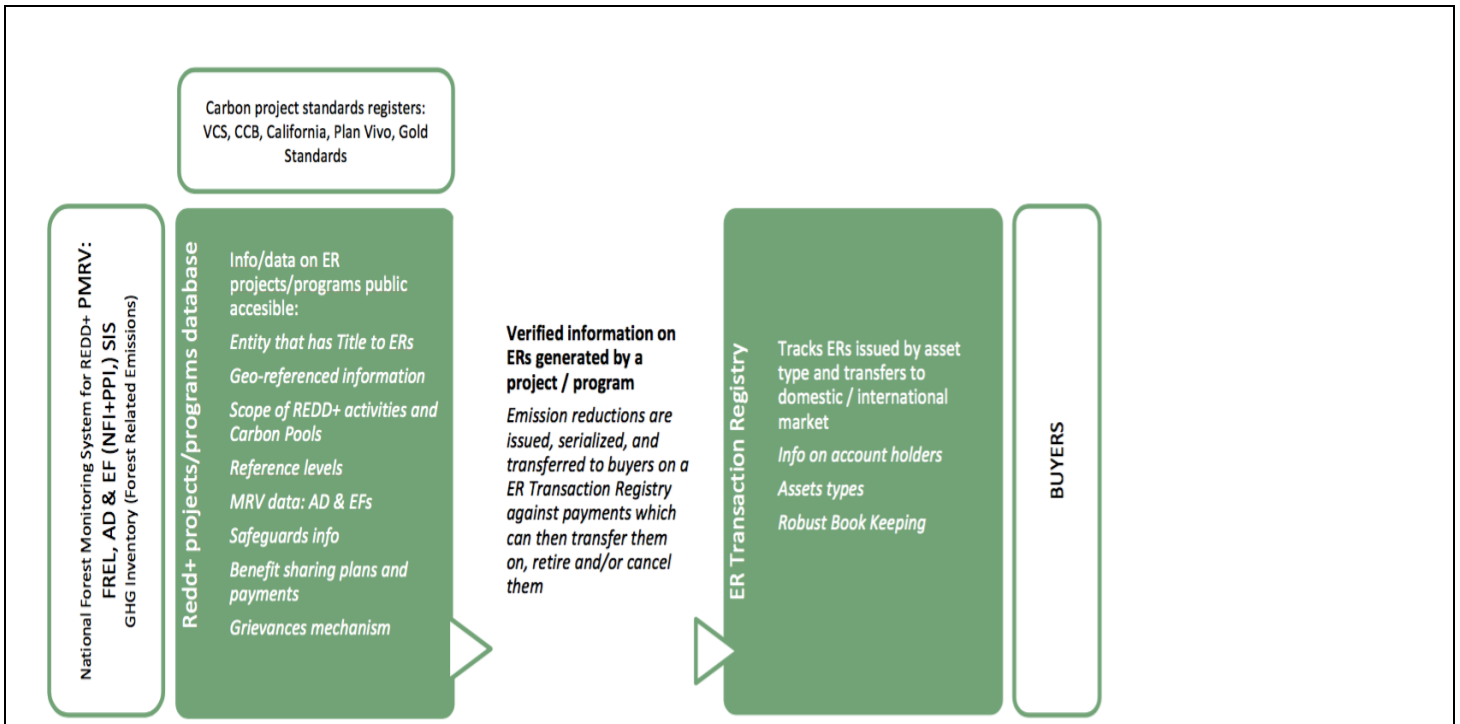 Carbon project standards registers:
VCS, CCB, California, Plan Vivo, Gold
Standards
National Forest Monitoring System for REDD+ PMRV:
FREL, AD & EF (NFI+PPI,) SIS
GHG Inventory (Forest Related Emissions)
Redd+ projects/programs database
Info/data on ER
projects/programs public
accesible:
Entity that has Title to ERs
Geo-referenced information
Scope of REDD+ activities and
Carbon Pools
Reference levels
MRV data: AD & EFs
Safeguards info
Benefit sharing plans and
payments
Grievances mechanism
Verified information on
ERs generated by a
project / program
Emission reductions are
issued, serialized, and
transferred to buyers on a
ER Transaction Registry
against payments which
can then transfer them
on, retire and/or cancel
them
ER Transaction Registry
Tracks ERs issued by asset
type and transfers to
domestic / international
market
Info on account holders
Assets types
Robust Book Keeping
BUYERS